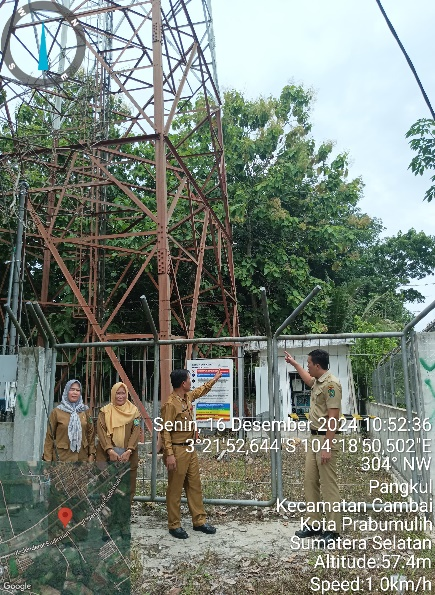 Senin, 16 Desember 2024 10:52:36
3°21'52,644"S 104°18'50,502"E
304° NW
Pangkul
Kecamatan Cambai
Kota Prabumulih
Sumatera Selatan
Altitude:57.4m
Speed:1.0km/h
Google